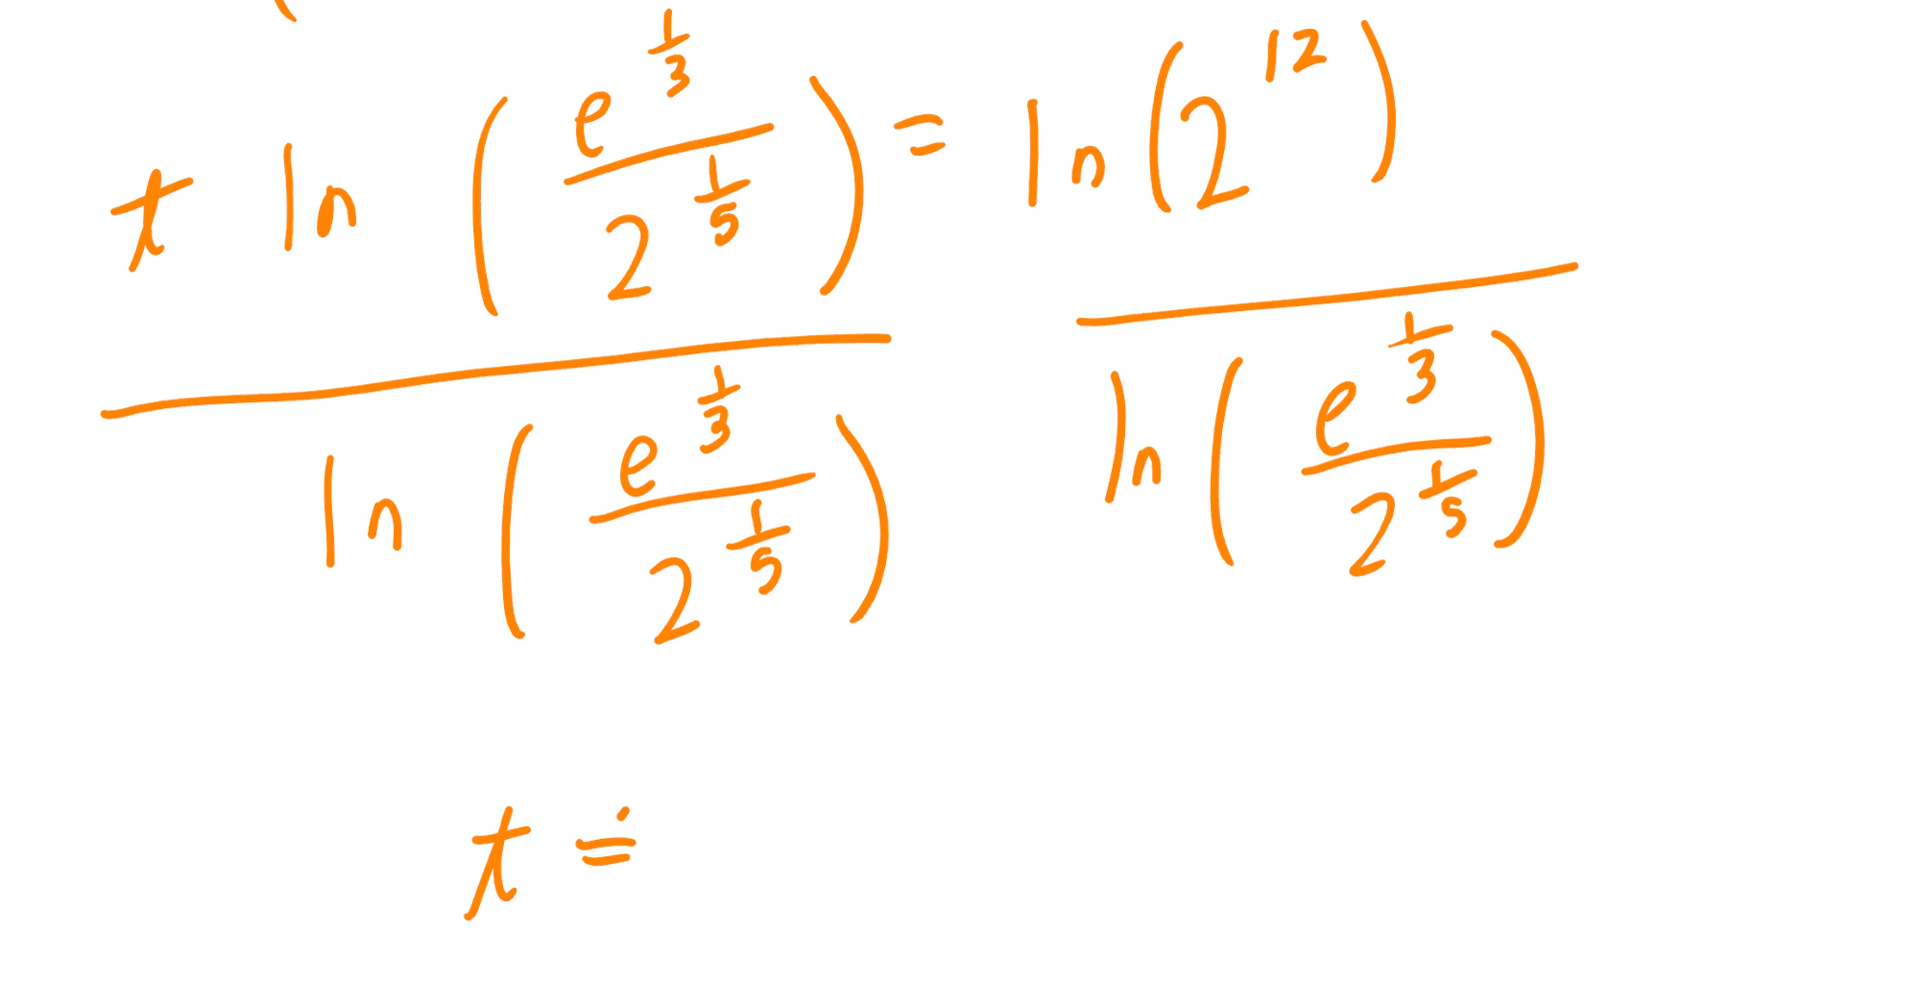 t ln(e^(1/3) / 2^(1/5)) = ln(2^12)
ln(e^(1/3) / 2^(1/5)) ln(e^(1/3) / 2^(1/5))
t ≐